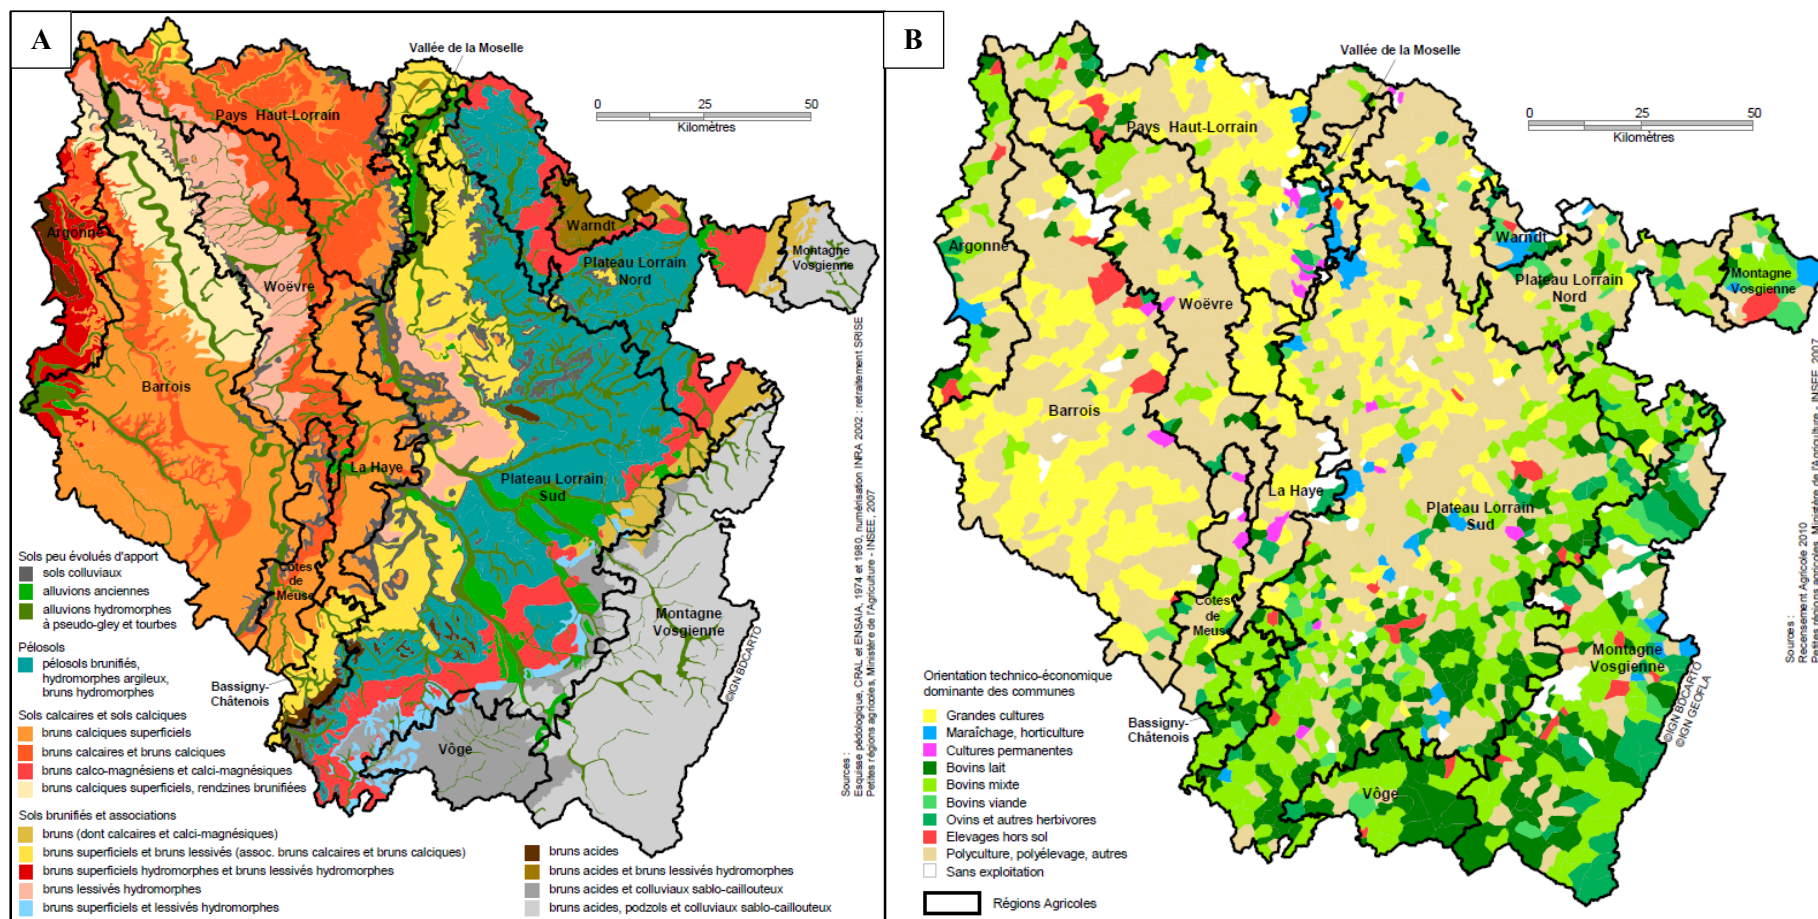 A
Vallée de la Moselle
0 25 50
Kilomètres
Pays Haut-Lorrain
Argonne
Warndt
Montagne
Vosgienne
Plateau Lorrain
Nord
Woëvre
Barrois
La Haye
Plateau Lorrain
Sud
Côtes
de
Meuse
Montagne
Vosgienne
Bassigny-
Châtenois
Vôge
©IGN BDCARTO
Sources :
Esquisse pédologique, CRAL et ENSAIA, 1974 et 1980, numérisation INRA 2002 : retraitement SRISE
Petites régions agricoles, Ministère de l'Agriculture - INSEE, 2007
Sols peu évolués d'apport
sols colluviaux
alluvions anciennes
alluvions hydromorphes
à pseudo-gley et tourbes
Pélosols
pélosols brunifiés,
hydromorphes argileux,
bruns hydromorphes
Sols calcaires et sols calciques
bruns calciques superficiels
bruns calcaires et bruns calciques
bruns calco-magnésiens et calci-magnésiques
bruns calciques superficiels, rendzines brunifiées
Sols brunifiés et associations
bruns (dont calcaires et calci-magnésiques)
bruns superficiels et bruns lessivés (assoc. bruns calcaires et bruns calciques)
bruns superficiels hydromorphes et bruns lessivés hydromorphes
bruns lessivés hydromorphes
bruns superficiels et lessivés hydromorphes
bruns acides
bruns acides et bruns lessivés hydromorphes
bruns acides et colluviaux sablo-caillouteux
bruns acides, podzols et colluviaux sablo-caillouteux
B
Vallée de la Moselle
0 25 50
Kilomètres
Pays Haut-Lorrain
Argonne
Warndt
Montagne
Vosgienne
Plateau Lorrain
Nord
Woëvre
Barrois
La Haye
Plateau Lorrain
Sud
Côtes
de
Meuse
Montagne
Vosgienne
Bassigny-
Châtenois
Vôge
©IGN BDCARTO
©IGN GEOFLA
Sources :
Recensement Agricole 2010
Petites régions agricoles, Ministère de l'Agriculture - INSEE, 2007
Orientation technico-économique
dominante des communes
Grandes cultures
Maraîchage, horticulture
Cultures permanentes
Bovins lait
Bovins mixte
Bovins viande
Ovins et autres herbivores
Elevages hors sol
Polyculture, polyélevage, autres
Sans exploitation
Régions Agricoles